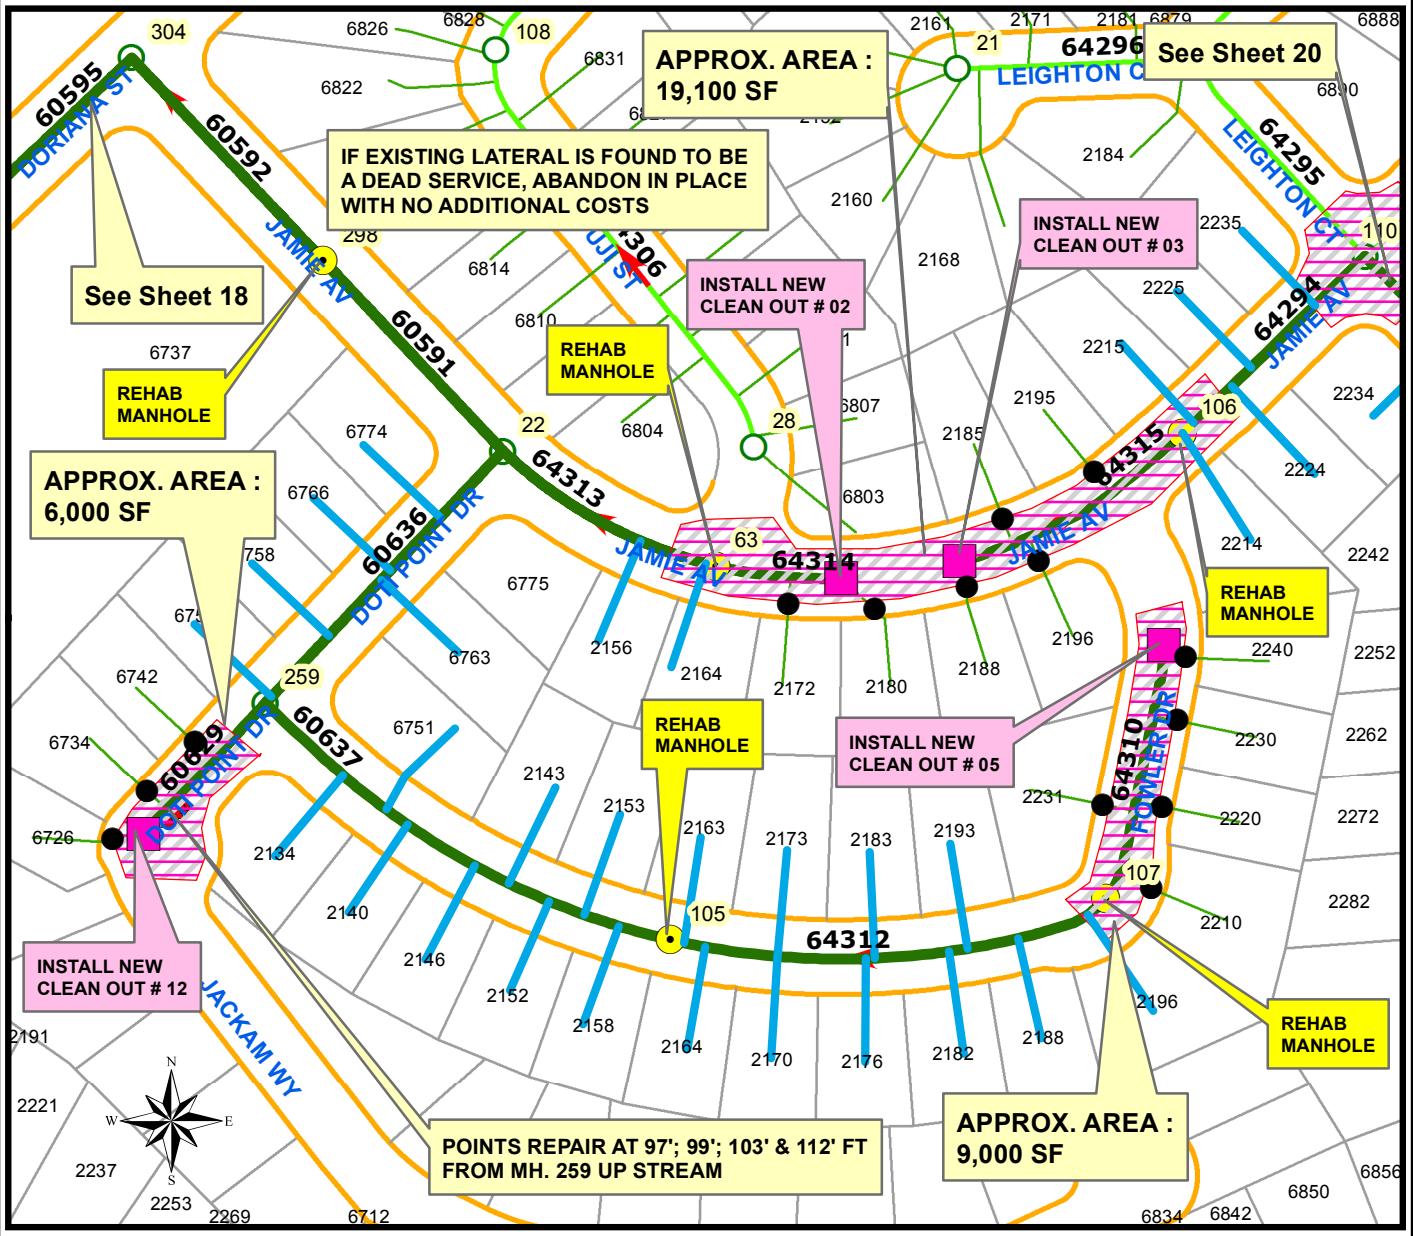 304
6826
6828
108
6831
6822
2161
2171
2181
6879
6888
21
64296
See Sheet 20
6890
APPROX. AREA :
19,100 SF
60595
DORIANA ST
60592
IF EXISTING LATERAL IS FOUND TO BE
A DEAD SERVICE, ABANDON IN PLACE
WITH NO ADDITIONAL COSTS
2184
64295
LEIGHTON CT
2160
INSTALL NEW
CLEAN OUT # 03
2235
110
JAMIE AV
298
6814
2168
See Sheet 18
INSTALL NEW
CLEAN OUT # 02
2225
64294
JAMIE AV
6810
60591
REHAB
MANHOLE
6737
2215
2234
REHAB
MANHOLE
2195
106
6807
28
22
6774
6804
2185
64315
2224
APPROX. AREA :
6,000 SF
6766
64313
6803
60636
DOTI POINT DR
63
JAMIE AV
64314
JAMIE AV
2214
2242
6775
REHAB
MANHOLE
6763
2156
2164
2172
2180
2188
2196
2240
2252
6742
259
REHAB
MANHOLE
INSTALL NEW
CLEAN OUT # 05
64310
FOWLER DR
2230
2262
6734
60629
DOTI POINT DR
60637
6751
2143
2153
2163
2173
2183
2193
2231
2220
2272
6726
2134
107
2140
105
64312
2210
2282
2146
INSTALL NEW
CLEAN OUT # 12
JACKAM WY
2152
2158
2164
2170
2176
2182
2188
2196
REHAB
MANHOLE
2191
N
W
E
S
2221
APPROX. AREA :
9,000 SF
POINTS REPAIR AT 97'; 99'; 103' & 112' FT
FROM MH. 259 UP STREAM
2237
2253
2269
6712
6834
6842
6850
6856